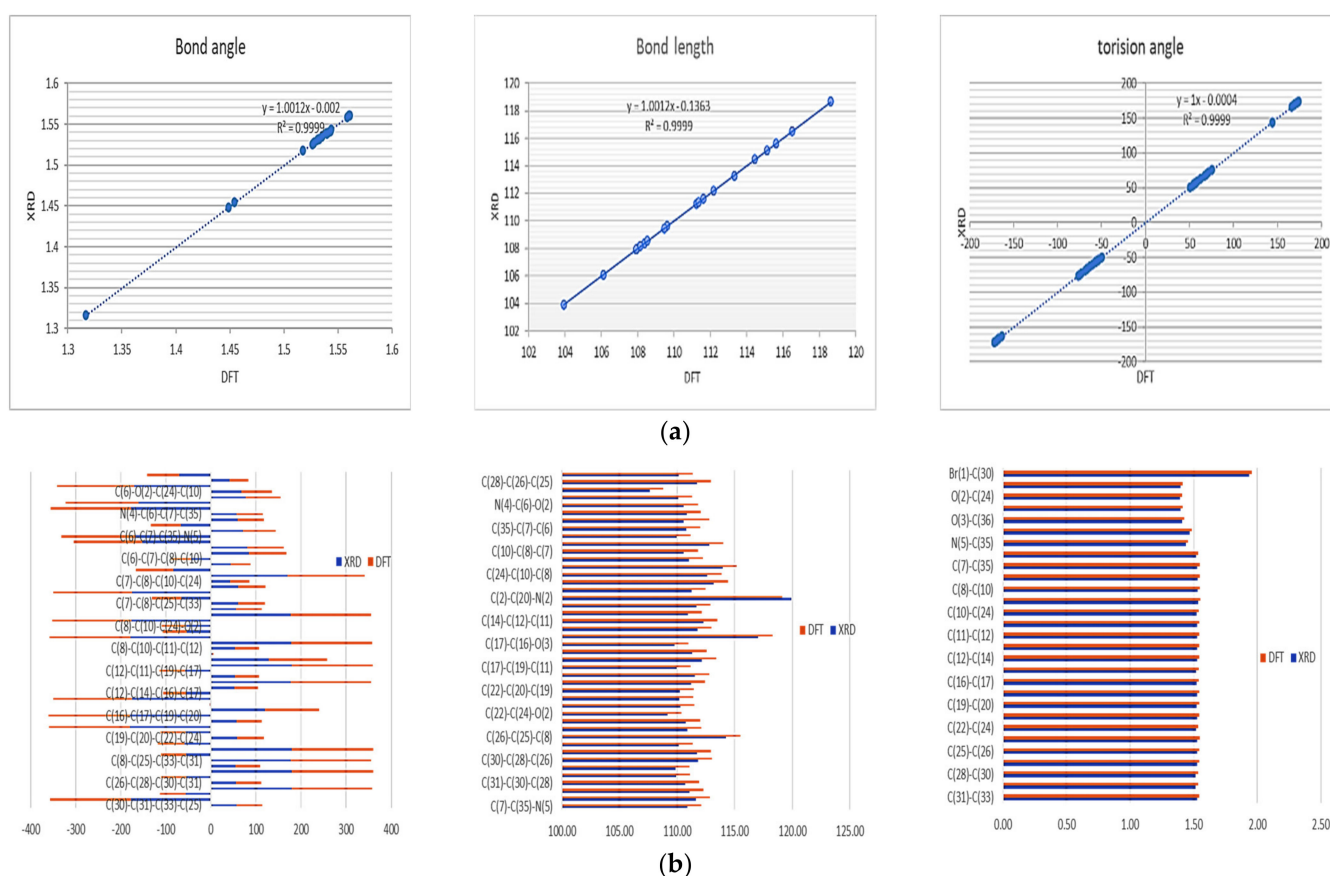 Bond angle
1.6
1.55
1.5
1.45
1.4
1.35
1.3
y = 1.0012x - 0.002
R² = 0.9999
XRD
1.3 1.35 1.4 1.45 1.5 1.55 1.6
DFT
Bond length
120
118
116
114
112
110
108
106
104
102
y = 1.0012x - 0.1363
R² = 0.9999
XRD
102 104 106 108 110 112 114 116 118 120
DFT
torision angle
200
150
100
50
0
-50
-100
-150
-200
y = 1x - 0.0004
R² = 0.9999
XRD
-200 -150 -100 -50 0 50 100 150 200
DFT
(a)
C(6)-O(2)-C(24)-C(10)
N(4)-C(6)-C(7)-C(35)
C(6)-C(7)-C(35)-N(5)
C(6)-C(7)-C(8)-C(10)
C(7)-C(8)-C(10)-C(24)
C(7)-C(8)-C(25)-C(33)
C(8)-C(10)-C(24)-O(2)
C(8)-C(10)-C(11)-C(12)
C(12)-C(11)-C(19)-C(17)
C(12)-C(14)-C(16)-C(17)
C(16)-C(17)-C(19)-C(20)
C(19)-C(20)-C(22)-C(24)
C(8)-C(25)-C(33)-C(31)
C(26)-C(28)-C(30)-C(31)
C(30)-C(31)-C(33)-C(25)
XRD DFT
-400 -300 -200 -100 0 100 200 300 400
C(28)-C(26)-C(25)
N(4)-C(6)-O(2)
C(35)-C(7)-C(6)
C(10)-C(8)-C(7)
C(24)-C(10)-C(8)
C(2)-C(20)-N(2)
C(14)-C(12)-C(11)
C(17)-C(16)-O(3)
C(17)-C(19)-C(11)
C(22)-C(20)-C(19)
C(22)-C(24)-O(2)
C(26)-C(25)-C(8)
C(30)-C(28)-C(26)
C(31)-C(30)-C(28)
C(7)-C(35)-N(5)
DFT XRD
100.00 105.00 110.00 115.00 120.00 125.00
Br(1)-C(30)
O(2)-C(24)
O(3)-C(36)
N(5)-C(35)
C(7)-C(35)
C(8)-C(10)
C(10)-C(24)
C(11)-C(12)
C(12)-C(14)
C(16)-C(17)
C(19)-C(20)
C(22)-C(24)
C(25)-C(26)
C(28)-C(30)
C(31)-C(33)
DFT XRD
0.00 0.50 1.00 1.50 2.00 2.50
(b)